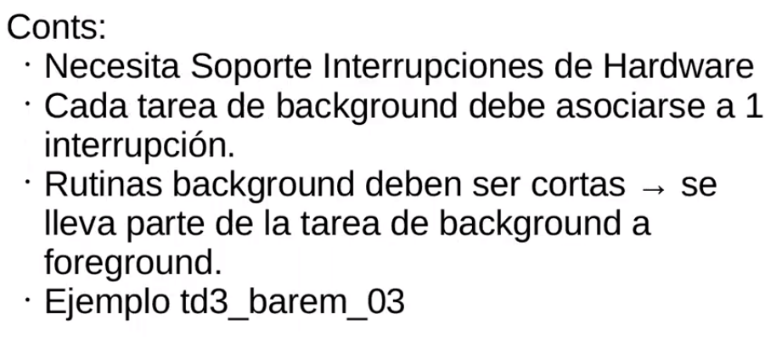 Conts:
· Necesita Soporte Interrupciones de Hardware
· Cada tarea de background debe asociarse a 1
interrupción.
· Rutinas background deben ser cortas → se
lleva parte de la tarea de background a
foreground.
· Ejemplo td3_barem_03